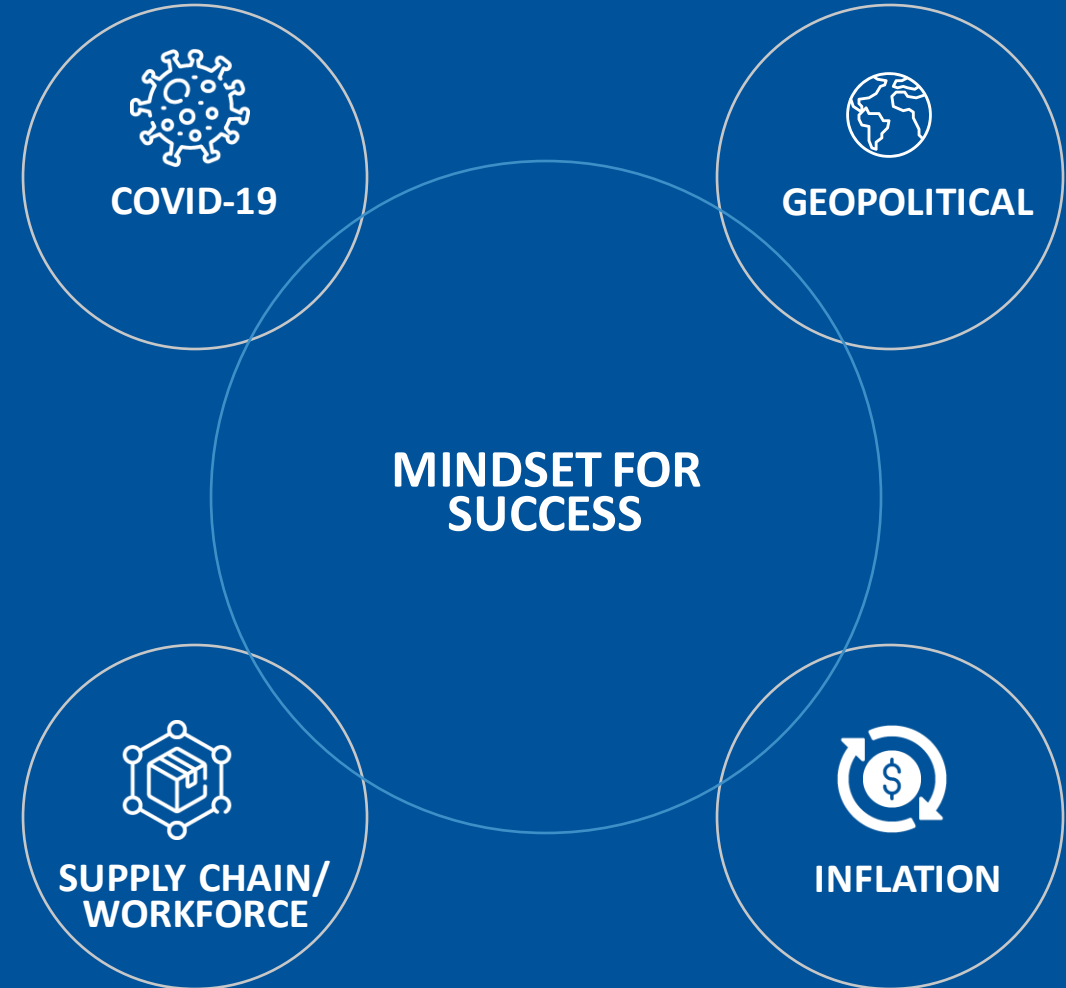 COVID-19
GEOPOLITICAL
MINDSET FOR
SUCCESS
$
SUPPLY CHAIN/
WORKFORCE
INFLATION